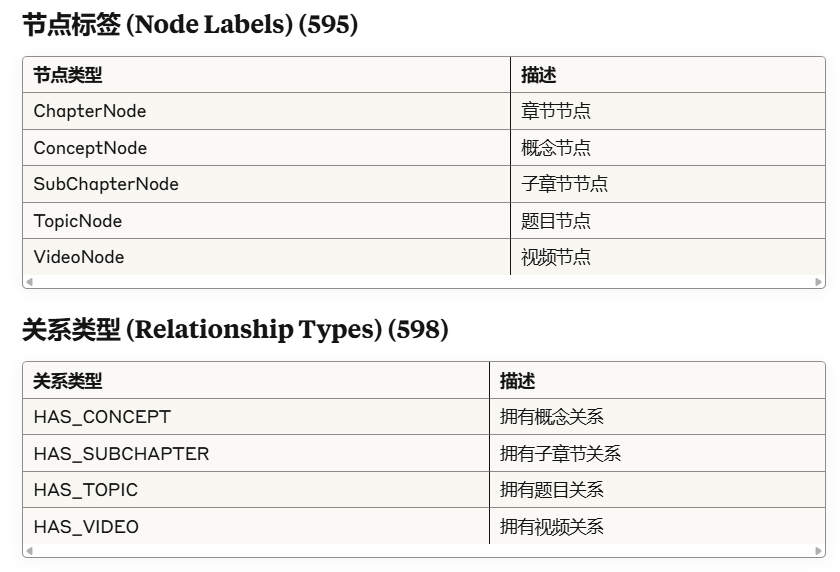 节点标签 (Node Labels) (595)
节点类型 描述
ChapterNode 章节节点
ConceptNode 概念节点
SubChapterNode 子章节节点
TopicNode 题目节点
VideoNode 视频节点
关系类型 (Relationship Types) (598)
关系类型 描述
HAS_CONCEPT 拥有概念关系
HAS_SUBCHAPTER 拥有子章节关系
HAS_TOPIC 拥有题目关系
HAS_VIDEO 拥有视频关系